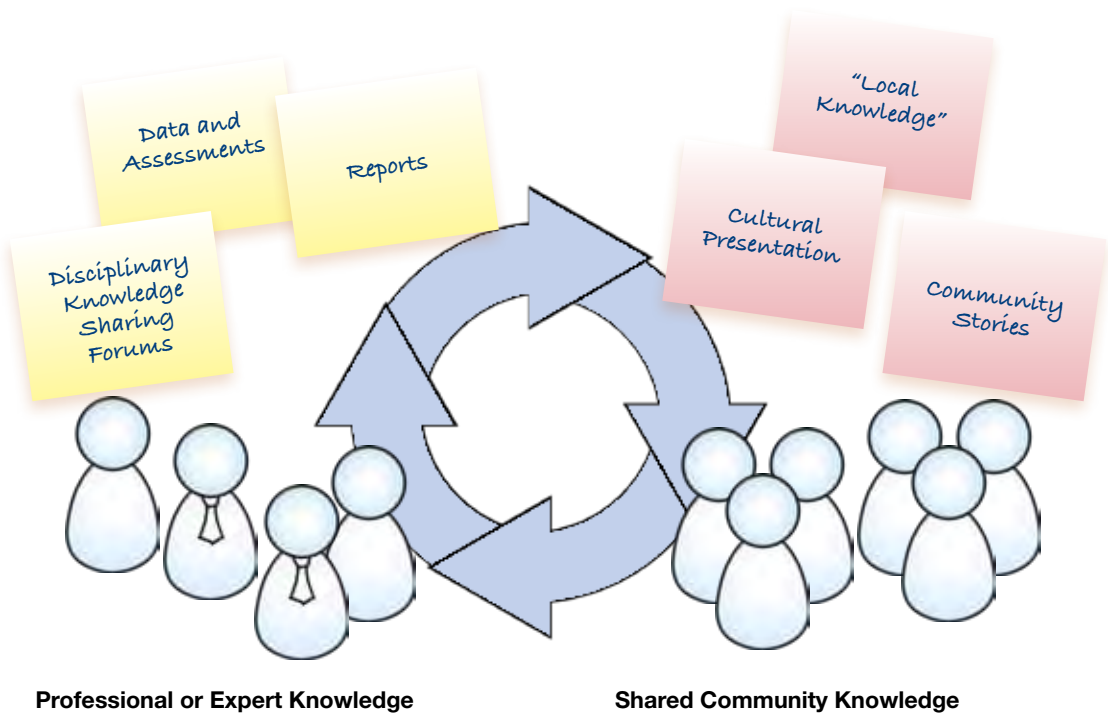 Data and
Assessments
Reports
Disciplinary
Knowledge
Sharing
Forums
“Local
Knowledge”
Cultural
Presentation
Community
Stories
Professional or Expert Knowledge
Shared Community Knowledge